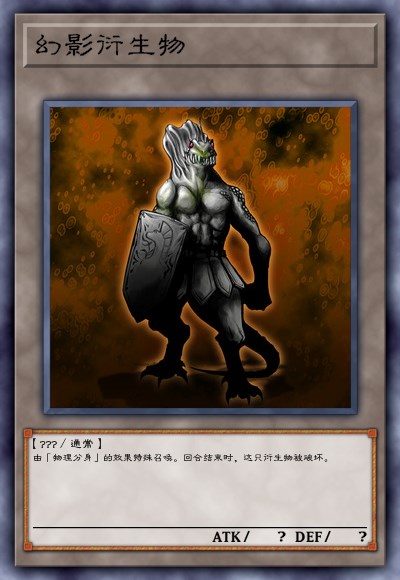 幻影衍生物
【 ??? / 通常 】
由「物理分身」的效果特殊召唤。回合结束时，这只衍生物被破坏。
ATK / ? DEF / ?